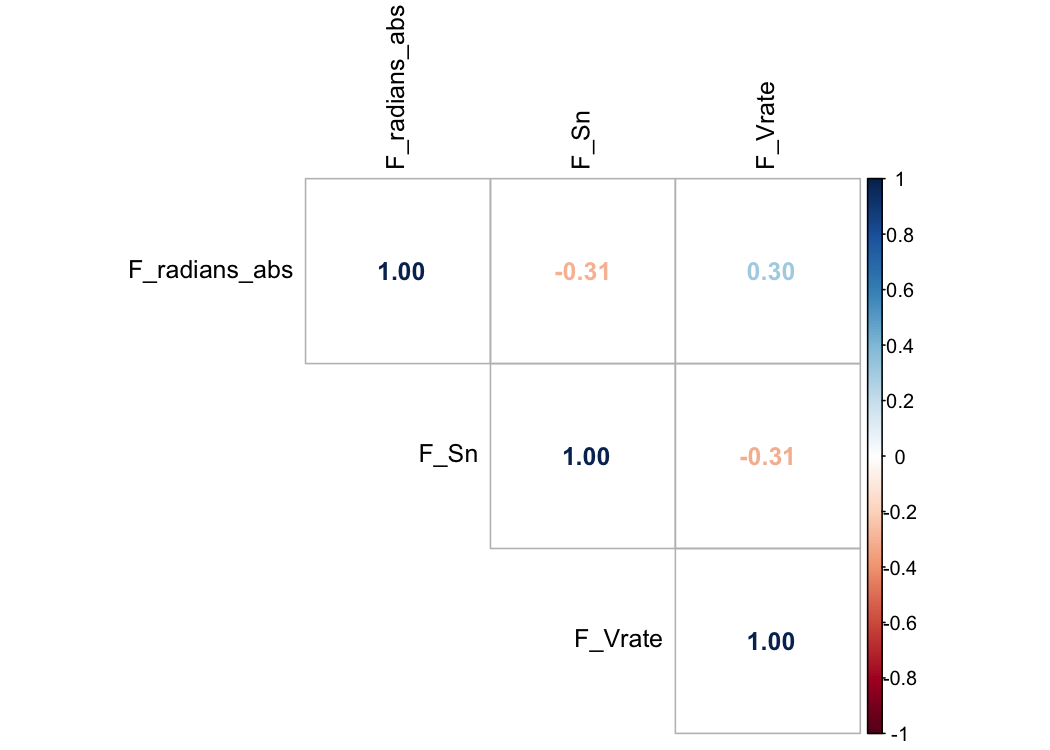 F_radians_abs
F_Sn
F_Vrate
F_radians_abs
1.00
-0.31
0.30
F_Sn
1.00
-0.31
F_Vrate
1.00
1
0.8
0.6
0.4
0.2
0
-0.2
-0.4
-0.6
-0.8
-1